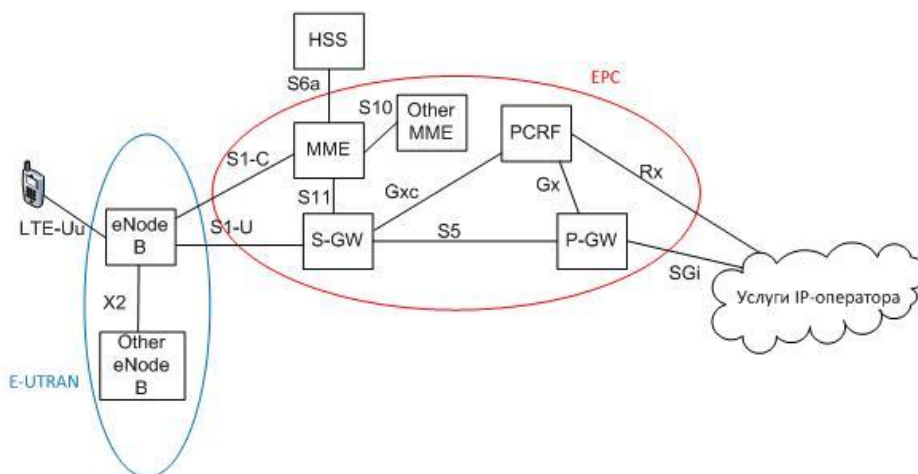 HSS
EPC
S6a
S10
Other
MME
MME
PCRF
S1-C
Rx
S11
Gxc
Gx
LTE-Uu
eNode
B
S1-U
S-GW
S5
P-GW
SGi
X2
Услуги IP-оператора
Other
eNode
B
E-UTRAN